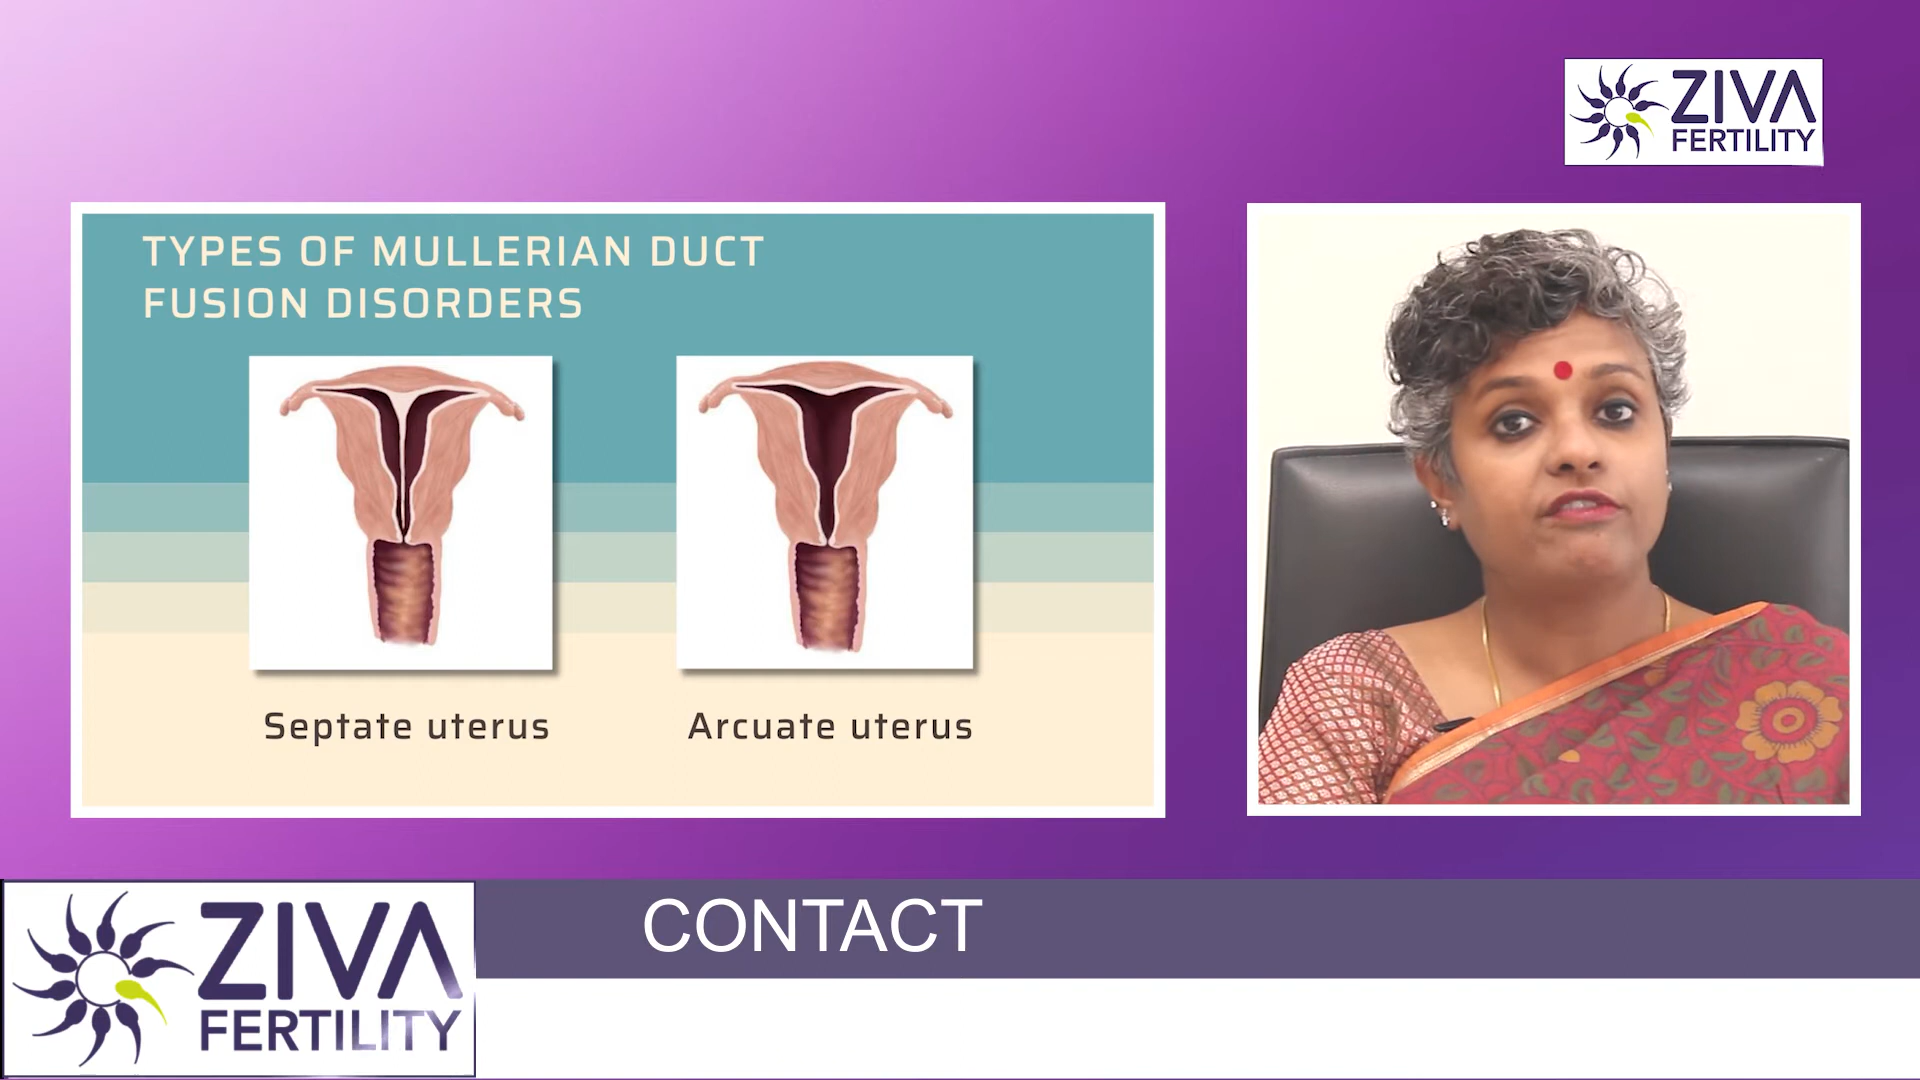 ZIVA
FERTILITY
TYPES OF MULLERIAN DUCT
FUSION DISORDERS
Septate uterus
Arcuate uterus
CONTACT
ZIVA
FERTILITY